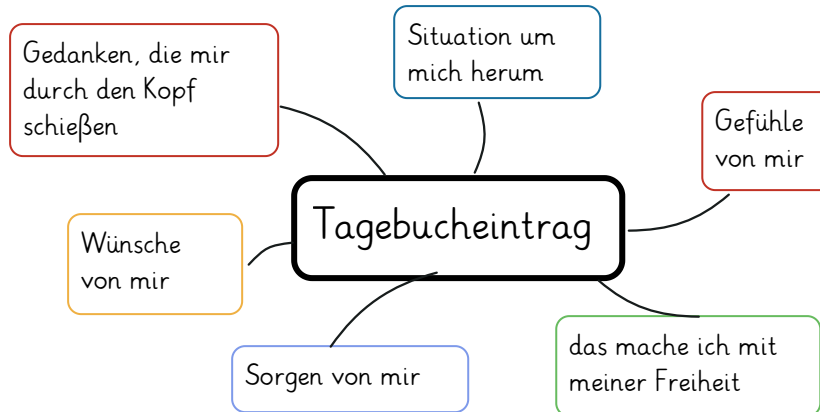 Gedanken, die mir
durch den Kopf
schießen
Situation um
mich herum
Gefühle
von mir
Tagebucheintrag
Wünsche
von mir
Sorgen von mir
das mache ich mit
meiner Freiheit